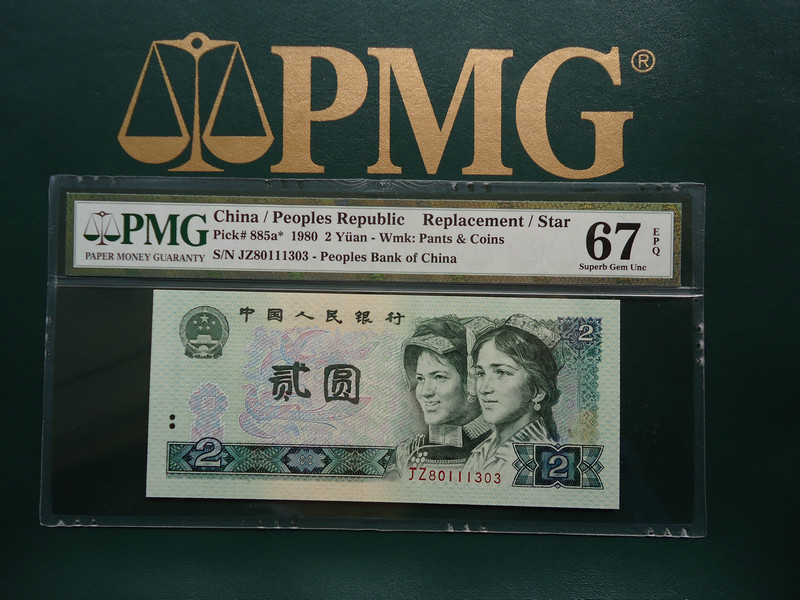 PMG®
PMG
PAPER MONEY GUARANTY
China / Peoples Republic Replacement / Star
Pick# 885a* 1980 2 Yüan - Wmk: Pants & Coins
S/N JZ80111303 - Peoples Bank of China
67
EPQ
Superb Gem Unc
中国人民银行
2
贰圆
2
JZ80111303
2